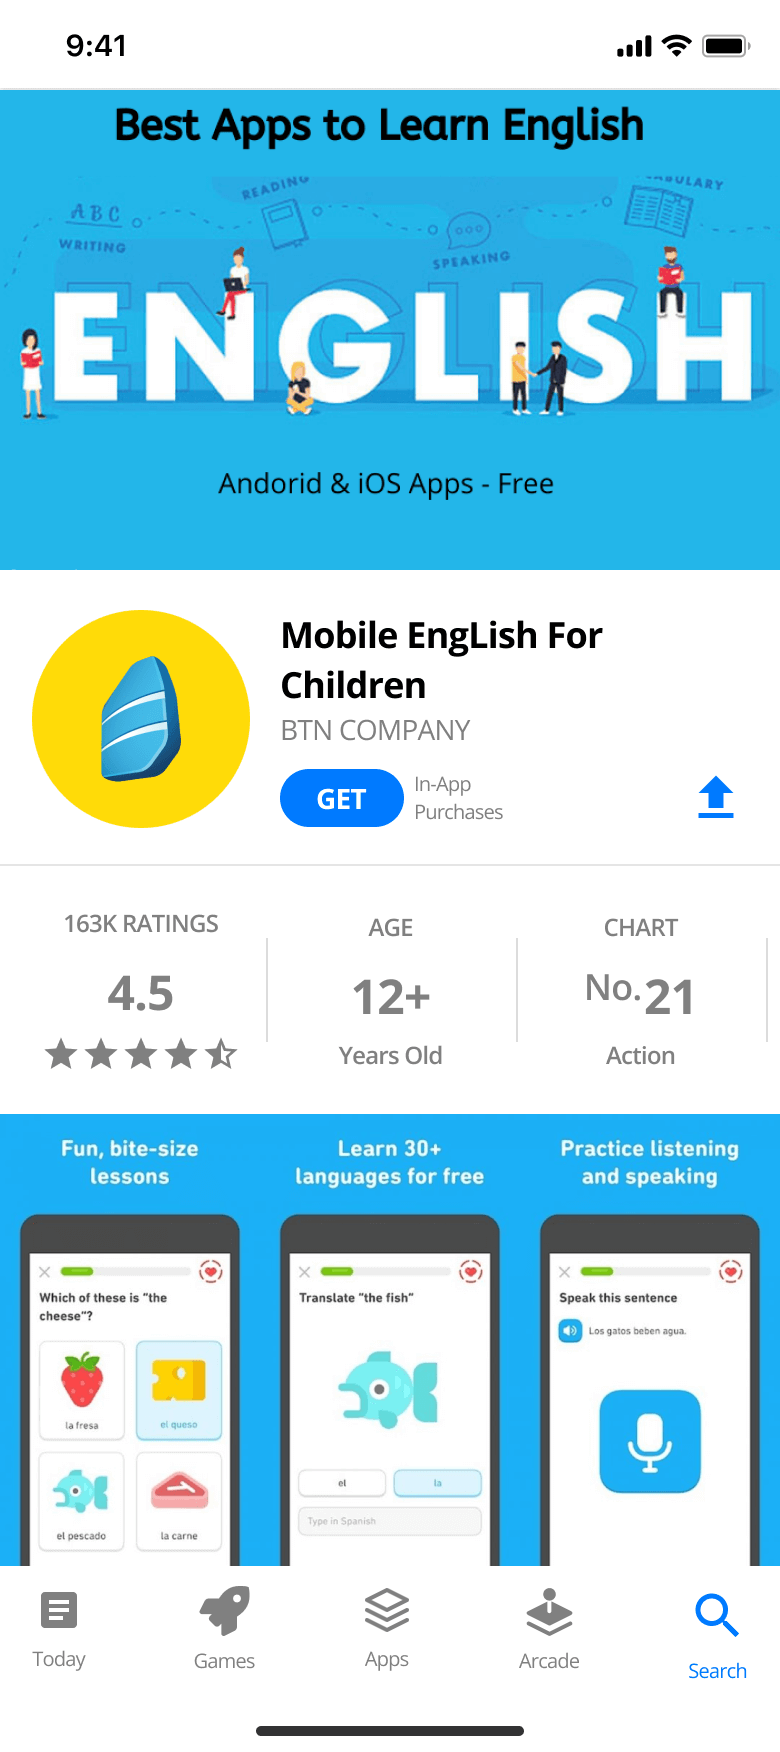 9:41
Best Apps to Learn English
READING
ABC
WRITING
SPEAKING
ENGLISH
Andorid & iOS Apps - Free
Mobile EngLish For
Children
BTN COMPANY
GET
In-App
Purchases
163K RATINGS
4.5
AGE
12+
Years Old
CHART
No.21
Action
Fun, bite-size
lessons
Which of these is "the
cheese"?
la fresa
el queso
el pescado
la carne
Learn 30+
languages for free
Translate "the fish"
el
la
Type in Spanish
Practice listening
and speaking
Speak this sentence
Los gatos beben agua.
Today
Games
Apps
Arcade
Search